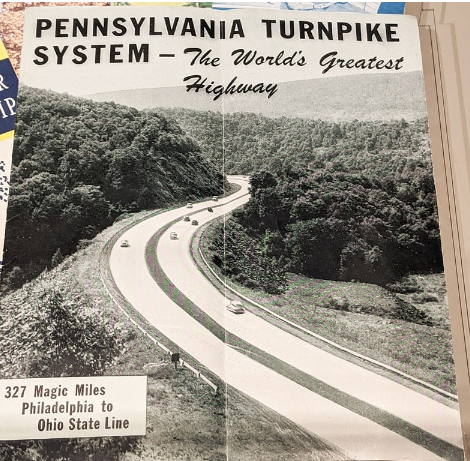 PENNSYLVANIA TURNPIKE
SYSTEM – The World's Greatest
Highway
327 Magic Miles
Philadelphia to
Ohio State Line